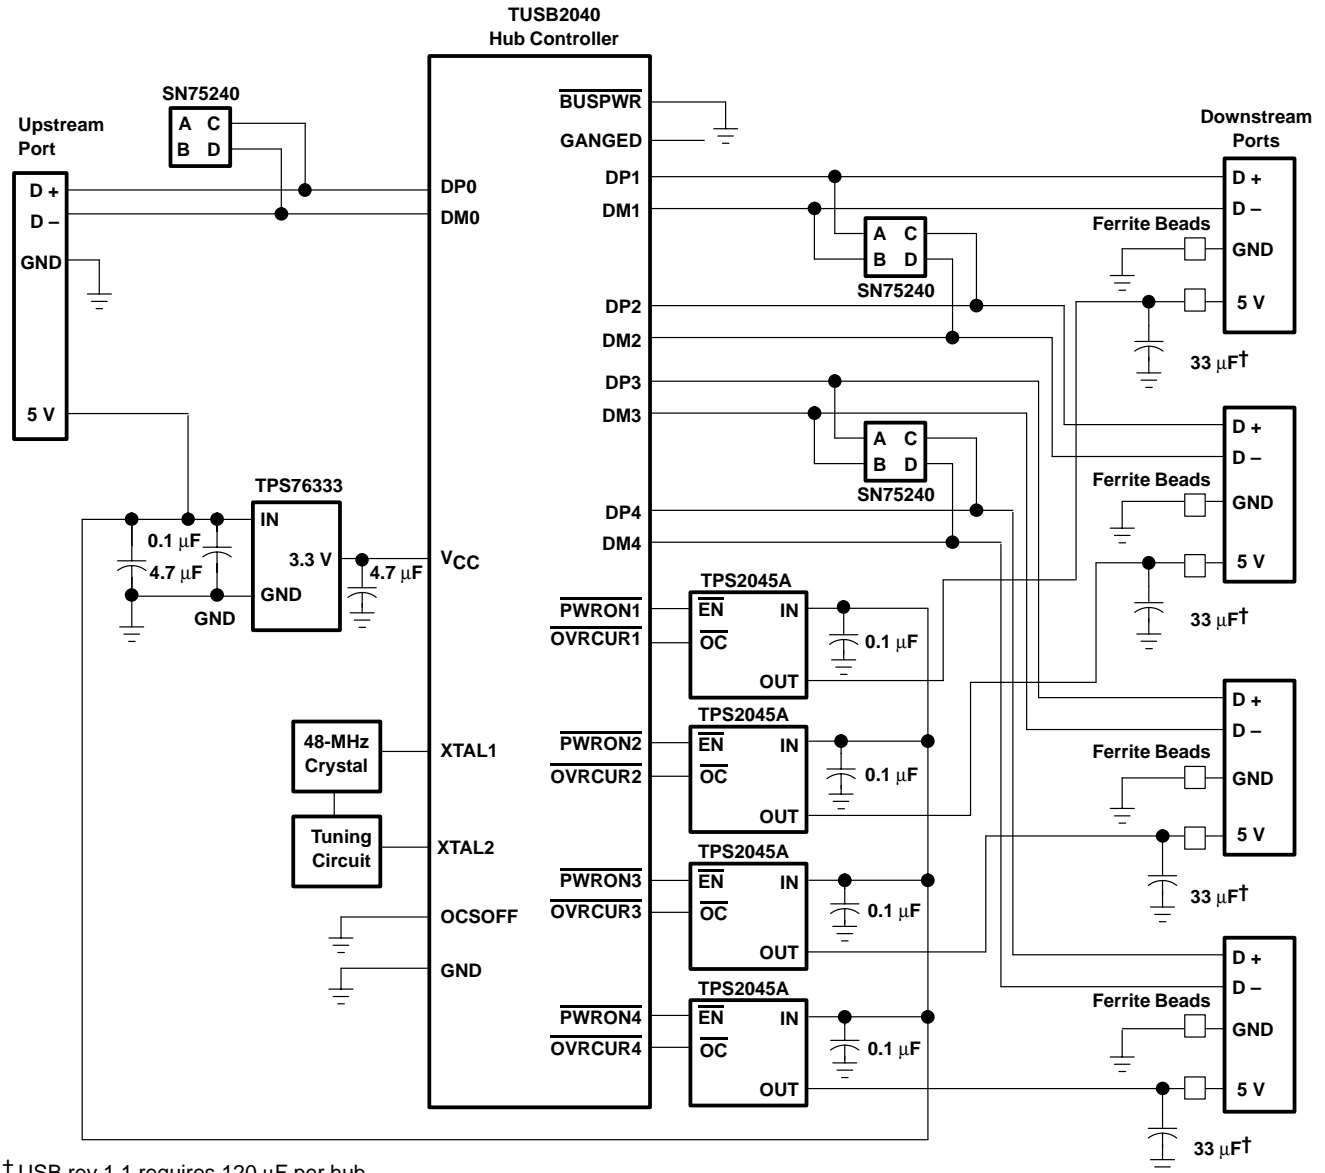 TUSB2040
Hub Controller
SN75240
A C
B D
Upstream
Port
D +
D –
GND
5 V
DP0
DM0
BUSPWR
GANGED
DP1
DM1
A C
B D
SN75240
DP2
DM2
DP3
DM3
A C
B D
SN75240
DP4
DM4
Downstream
Ports
D +
D –
Ferrite Beads
GND
5 V
33 µF†
D +
D –
Ferrite Beads
GND
5 V
33 µF†
D +
D –
Ferrite Beads
GND
5 V
33 µF†
D +
D –
Ferrite Beads
GND
5 V
33 µF†
TPS76333
IN
0.1 µF
3.3 V
4.7 µF
GND
GND
4.7 µF
VCC
48-MHz
Crystal
XTAL1
Tuning
Circuit
XTAL2
OCSOFF
GND
TPS2045A
PWRON1
EN
IN
OVRCUR1
OC
0.1 µF
OUT
TPS2045A
PWRON2
EN
IN
OVRCUR2
OC
0.1 µF
OUT
TPS2045A
PWRON3
EN
IN
OVRCUR3
OC
0.1 µF
OUT
TPS2045A
PWRON4
EN
IN
OVRCUR4
OC
0.1 µF
OUT
† USB rev 1.1 requires 120 µF per hub